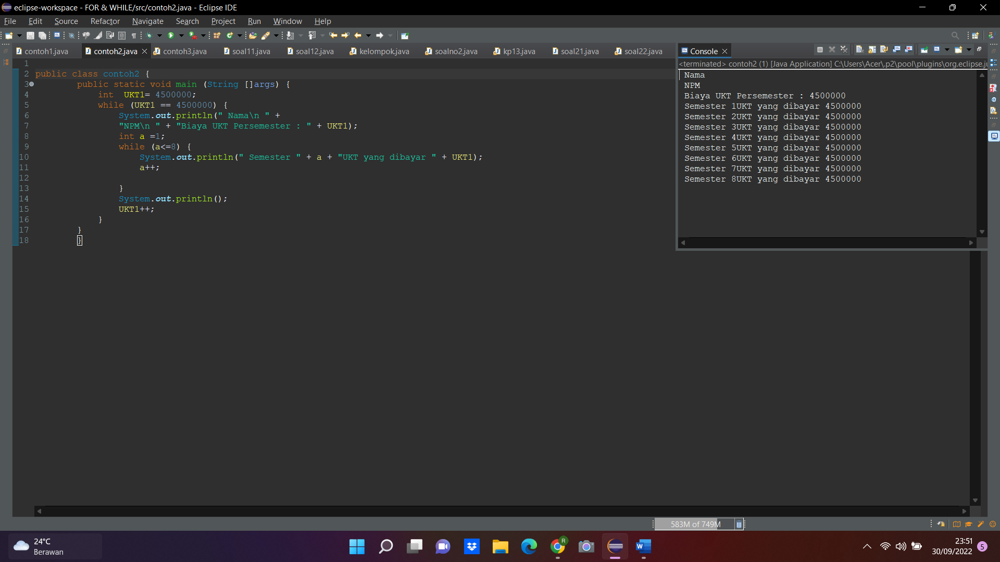 eclipse-workspace - FOR & WHILE/src/contoh2.java - Eclipse IDE
File Edit Source Refactor Navigate Search Project Run Window Help
contoh1.java contoh2.java contoh3.java soal11.java soal12.java kelompok.java soalno2.java kp13.java soal21.java soal22.java
1
2 public class contoh2 {
3 public static void main (String []args) {
4 int  UKT1= 4500000;
5 while (UKT1 == 4500000) {
6 System.out.println(" Nama\n " +
7 "NPM\n " + "Biaya UKT Persemester : " + UKT1);
8 int a =1;
9 while (a<=8) {
10 System.out.println(" Semester " + a + "UKT yang dibayar " + UKT1);
11 a++;
12
13 }
14 System.out.println();
15 UKT1++;
16 }
17 }
18 }
Console
<terminated> contoh2 (1) [Java Application] C:\Users\Acer\.p2\pool\plugins\org.eclipse.ju
Nama
NPM
Biaya UKT Persemester : 4500000
Semester 1UKT yang dibayar 4500000
Semester 2UKT yang dibayar 4500000
Semester 3UKT yang dibayar 4500000
Semester 4UKT yang dibayar 4500000
Semester 5UKT yang dibayar 4500000
Semester 6UKT yang dibayar 4500000
Semester 7UKT yang dibayar 4500000
Semester 8UKT yang dibayar 4500000
583M of 749M
24°C
Berawan
R
W
23:51
30/09/2022
5